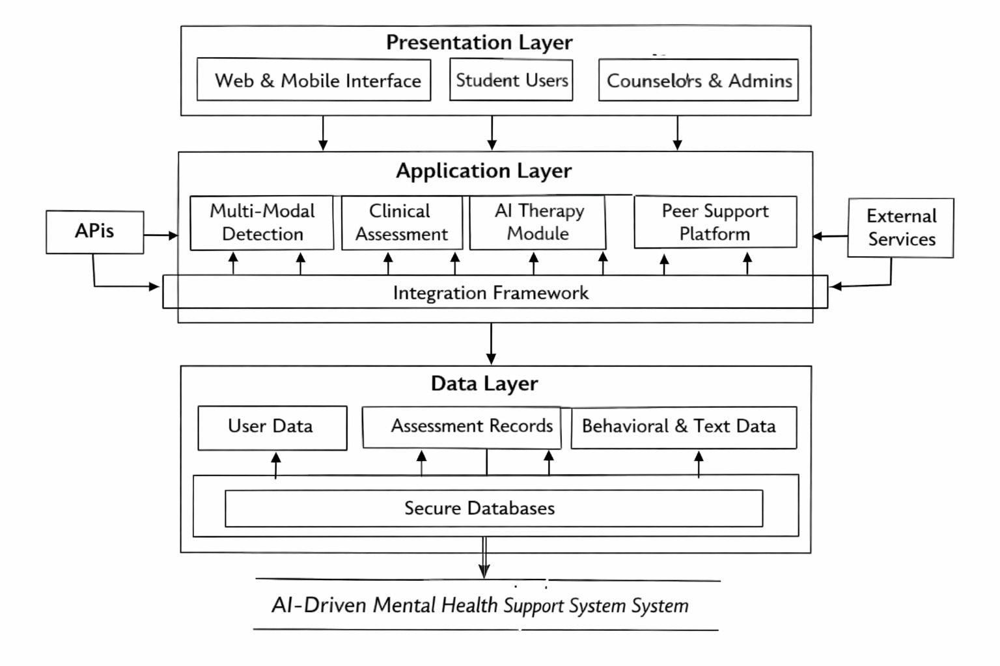 Presentation Layer
Web & Mobile Interface
Student Users
Counselors & Admins
Application Layer
Multi-Modal
Detection
Clinical
Assessment
AI Therapy
Module
Peer Support
Platform
APis
External
Services
Integration Framework
Data Layer
User Data
Assessment Records
Behavioral & Text Data
Secure Databases
AI-Driven Mental Health Support System System